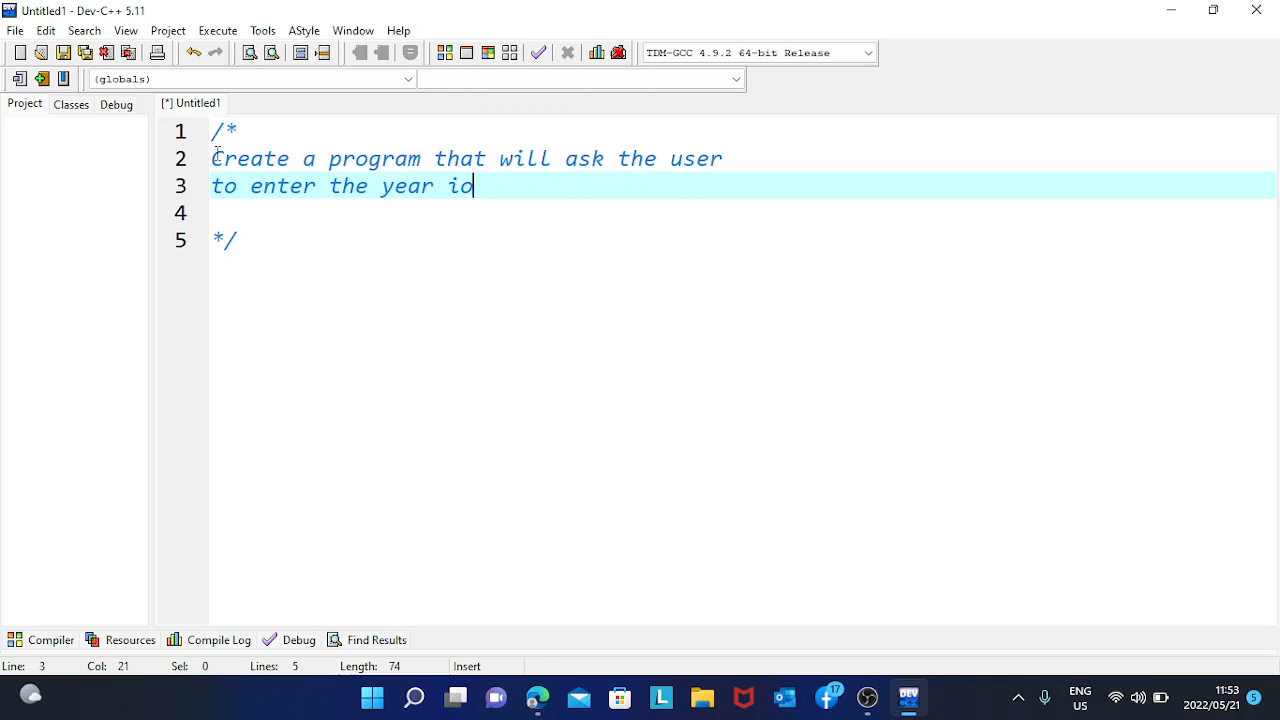 Untitled1 - Dev-C++ 5.11
File Edit Search View Project Execute Tools AStyle Window Help
TDM-GCC 4.9.2 64-bit Release
(globals)
Project Classes Debug [*] Untitled1
1 /*
2 Create a program that will ask the user
3 to enter the year io
4
5 */
Compiler Resources Compile Log Debug Find Results
Line: 3 Col: 21 Sel: 0 Lines: 5 Length: 74 Insert
L 17 DEV ENG US 11:53 2022/05/21 5